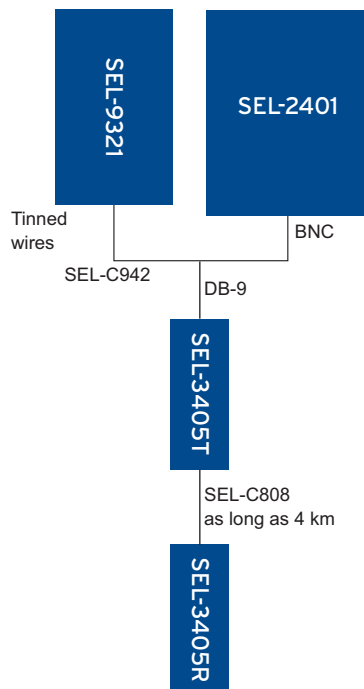 SEL-9321
SEL-2401
Tinned
wires
BNC
SEL-C942
DB-9
SEL-3405T
SEL-C808
as long as 4 km
SEL-3405R